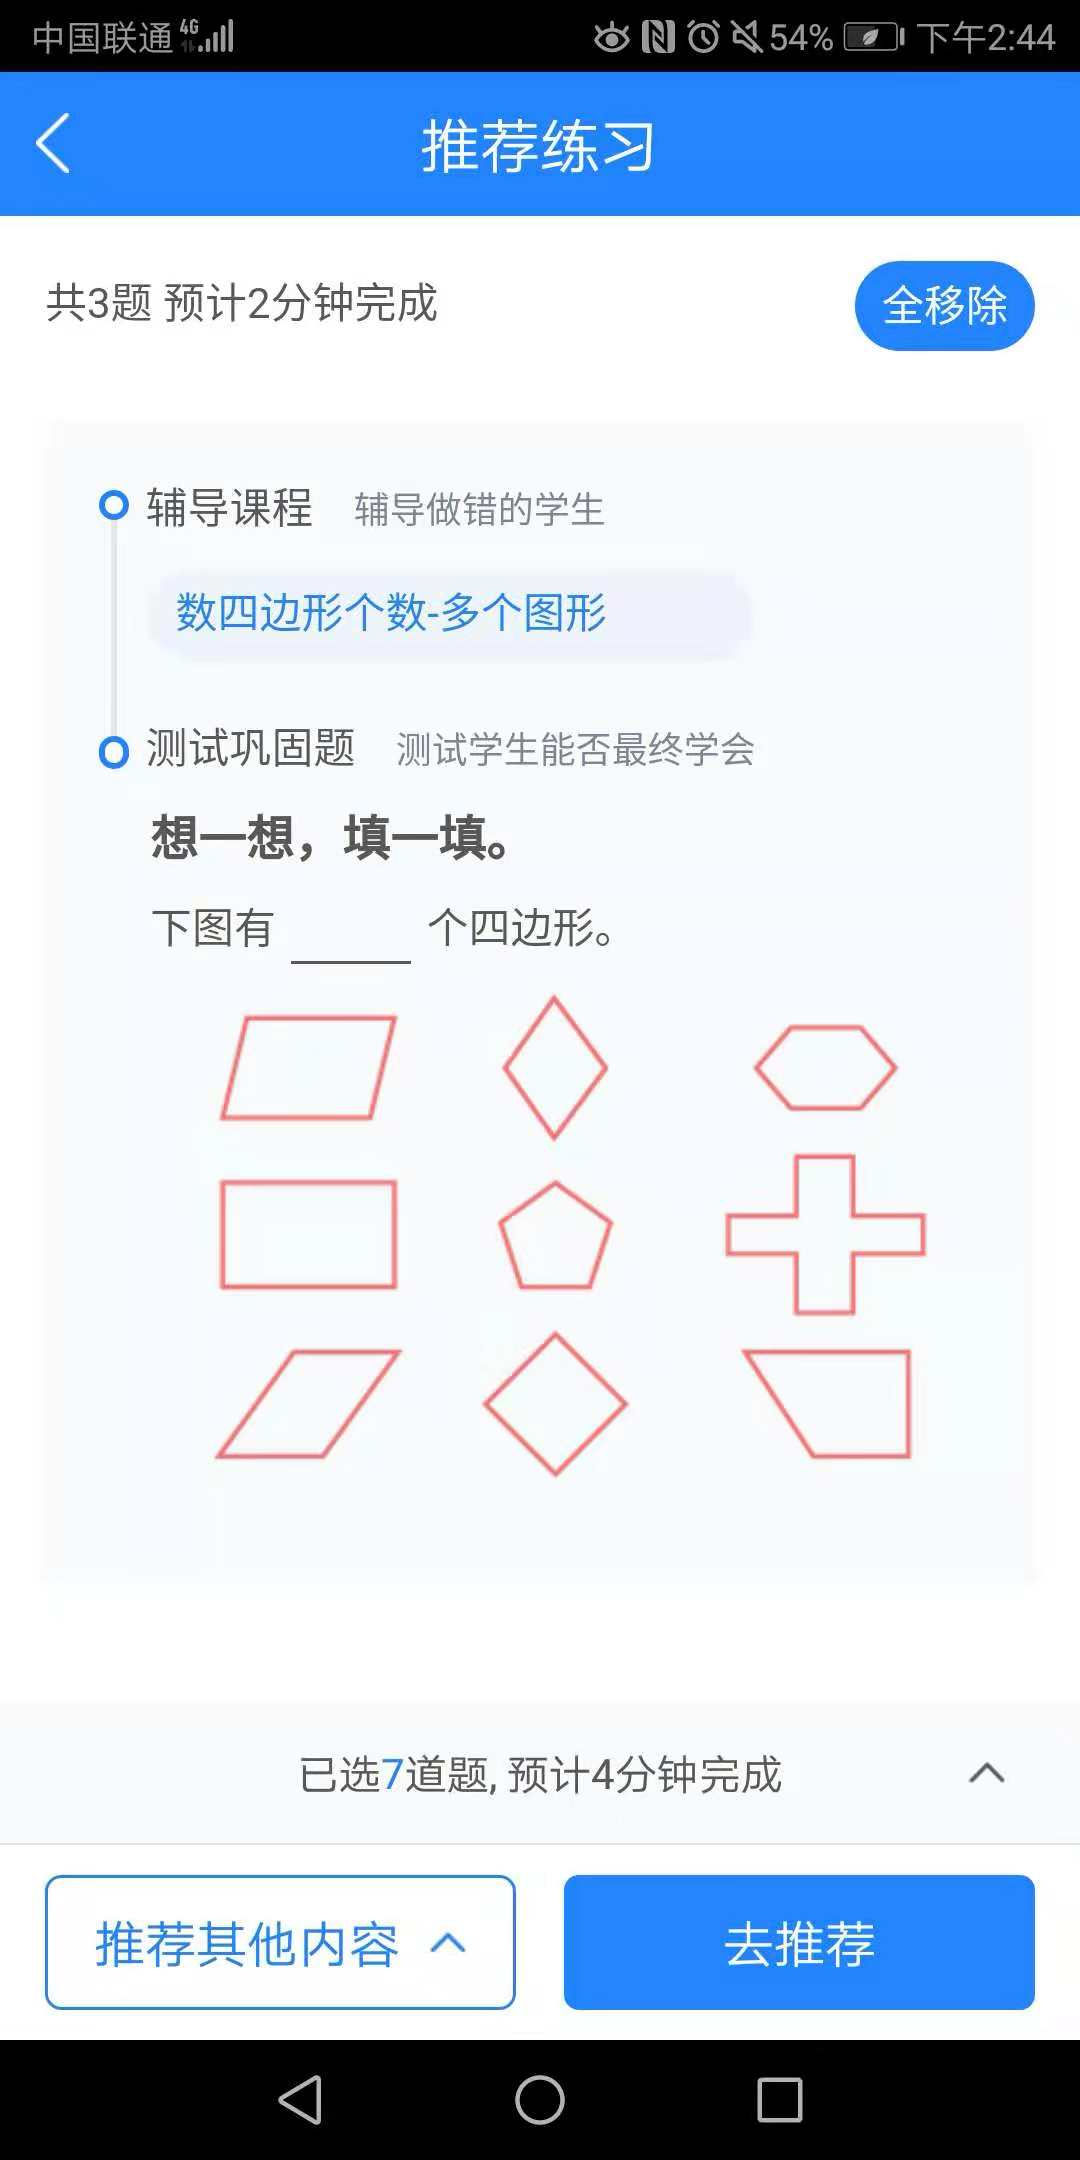 中国联通 4G 54% 下午2:44
推荐练习
共3题 预计2分钟完成 全移除
辅导课程 辅导做错的学生
数四边形个数-多个图形
测试巩固题 测试学生能否最终学会
想一想，填一填。
下图有 ____ 个四边形。
已选7道题, 预计4分钟完成
推荐其他内容 去推荐